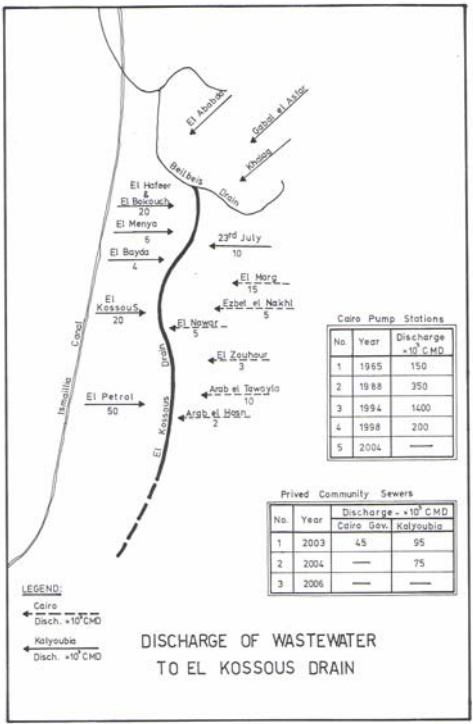 El Ababda
Gabal el Asfar
Khalag
Belbeis Drain
El Hafeer
&
El Bokouch
20
El Menya
6
El Bayda
4
El
Kossous
20
El Petrol
50
23rd July
10
El Marg
15
Ezbet el Nakhl
5
El Nawar
5
El Zouhour
3
Arab el Tawayla
10
Arab el Hosn
2
Ismaillia Canal
El Kossous Drain
Cairo Pump Stations
No. Year Discharge ×10³ CMD
1 1965 150
2 1988 350
3 1994 1400
4 1998 200
5 2004 —
Prived Community Sewers
No. Year Discharge - ×10³ CMD
Cairo Gov. Kalyoubia
1 2003 45 95
2 2004 — 75
3 2006 — —
LEGEND:
Cairo
Disch. ×10³ CMD
Kalyoubia
Disch. ×10³ CMD
DISCHARGE OF WASTEWATER
TO EL KOSSOUS DRAIN